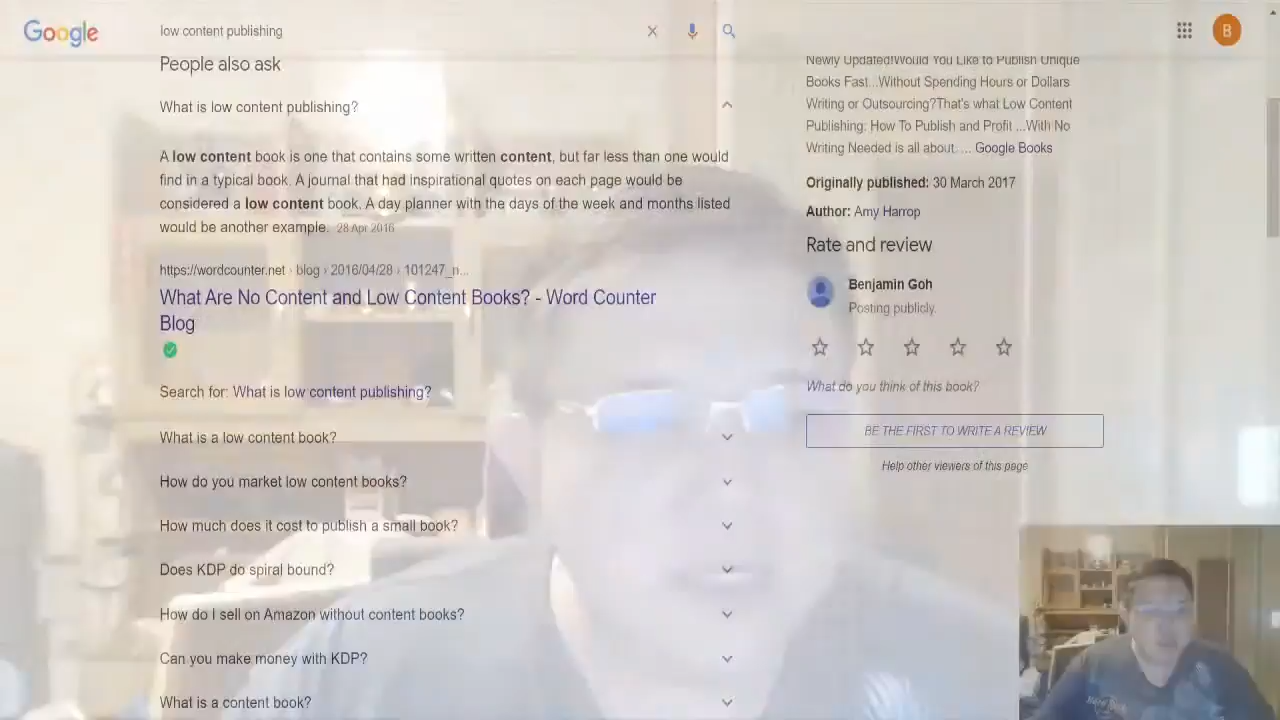 Google
low content publishing
B
People also ask
What is low content publishing?
A low content book is one that contains some written content, but far less than one would
find in a typical book. A journal that had inspirational quotes on each page would be
considered a low content book. A day planner with the days of the week and months listed
would be another example. 28 Apr 2016
https://wordcounter.net › blog › 2016/04/28 › 101247_n...
What Are No Content and Low Content Books? - Word Counter
Blog
Search for: What is low content publishing?
What is a low content book?
How do you market low content books?
How much does it cost to publish a small book?
Does KDP do spiral bound?
How do I sell on Amazon without content books?
Can you make money with KDP?
What is a content book?
Newly Updated!Would You Like to Publish Unique
Books Fast...Without Spending Hours or Dollars
Writing or Outsourcing?That's what Low Content
Publishing: How To Publish and Profit ...With No
Writing Needed is all about. ... Google Books
Originally published: 30 March 2017
Author: Amy Harrop
Rate and review
Benjamin Goh
Posting publicly.
What do you think of this book?
BE THE FIRST TO WRITE A REVIEW
Help other viewers of this page